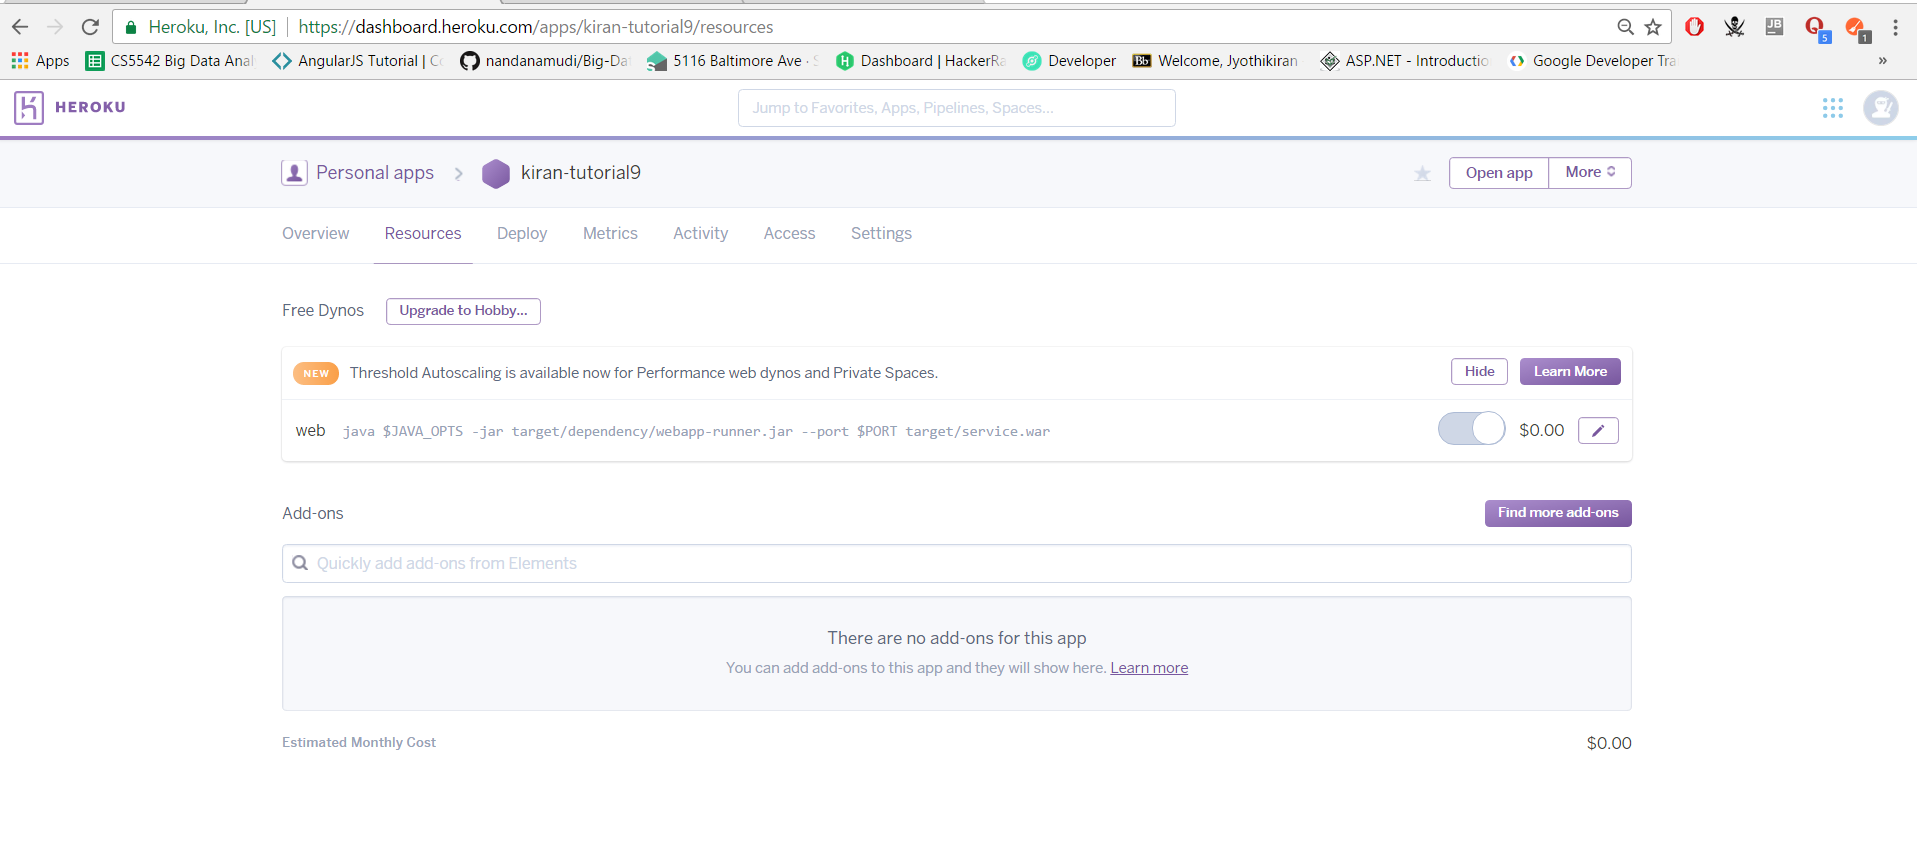 Heroku, Inc. [US] | https://dashboard.heroku.com/apps/kiran-tutorial9/resources
5 1
Apps CS5542 Big Data Anal AngularJS Tutorial | Co nandanamudi/Big-Da 5116 Baltimore Ave · S Dashboard | HackerRa Developer Bb Welcome, Jyothikiran ASP.NET - Introductio Google Developer Tra »
HEROKU
Jump to Favorites, Apps, Pipelines, Spaces...
Personal apps > kiran-tutorial9
Open app More
Overview Resources Deploy Metrics Activity Access Settings
Free Dynos Upgrade to Hobby...
NEW Threshold Autoscaling is available now for Performance web dynos and Private Spaces. Hide Learn More
web java $JAVA_OPTS -jar target/dependency/webapp-runner.jar --port $PORT target/service.war $0.00
Add-ons Find more add-ons
Quickly add add-ons from Elements
There are no add-ons for this app
You can add add-ons to this app and they will show here. Learn more
Estimated Monthly Cost $0.00